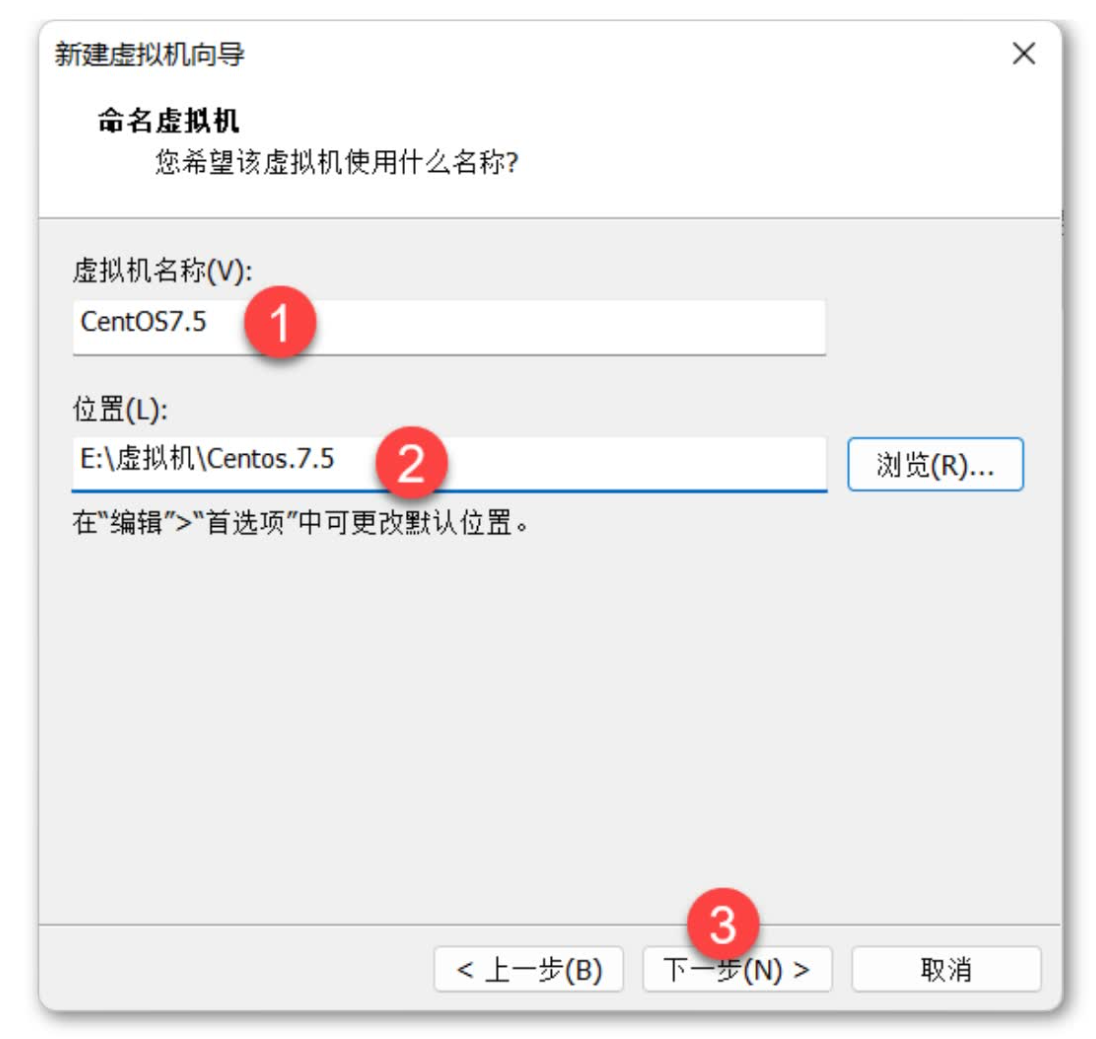 新建虚拟机向导
命名虚拟机
您希望该虚拟机使用什么名称?
虚拟机名称(V):
CentOS7.5
1
位置(L):
E:\虚拟机\Centos.7.5
2
浏览(R)...
在“编辑”>“首选项”中可更改默认位置。
3
< 上一步(B)
下一步(N) >
取消